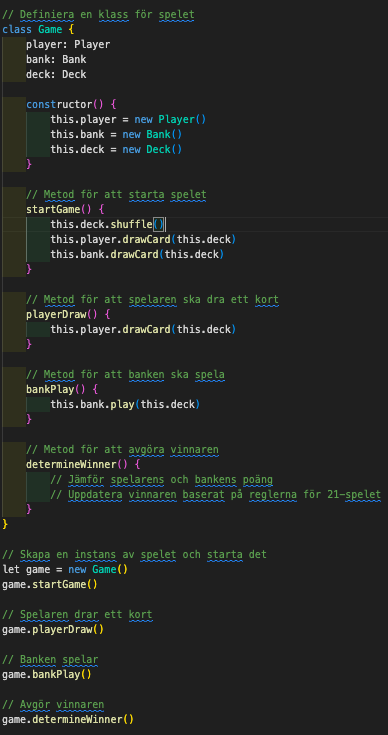 // Definiera en klass för spelet
class Game {
    player: Player
    bank: Bank
    deck: Deck

    constructor() {
        this.player = new Player()
        this.bank = new Bank()
        this.deck = new Deck()
    }

    // Metod för att starta spelet
    startGame() {
        this.deck.shuffle()
        this.player.drawCard(this.deck)
        this.bank.drawCard(this.deck)
    }

    // Metod för att spelaren ska dra ett kort
    playerDraw() {
        this.player.drawCard(this.deck)
    }

    // Metod för att banken ska spela
    bankPlay() {
        this.bank.play(this.deck)
    }

    // Metod för att avgöra vinnaren
    determineWinner() {
        // Jämför spelarens och bankens poäng
        // Uppdatera vinnaren baserat på reglerna för 21-spelet
    }
}

// Skapa en instans av spelet och starta det
let game = new Game()
game.startGame()

// Spelaren drar ett kort
game.playerDraw()

// Banken spelar
game.bankPlay()

// Avgör vinnaren
game.determineWinner()